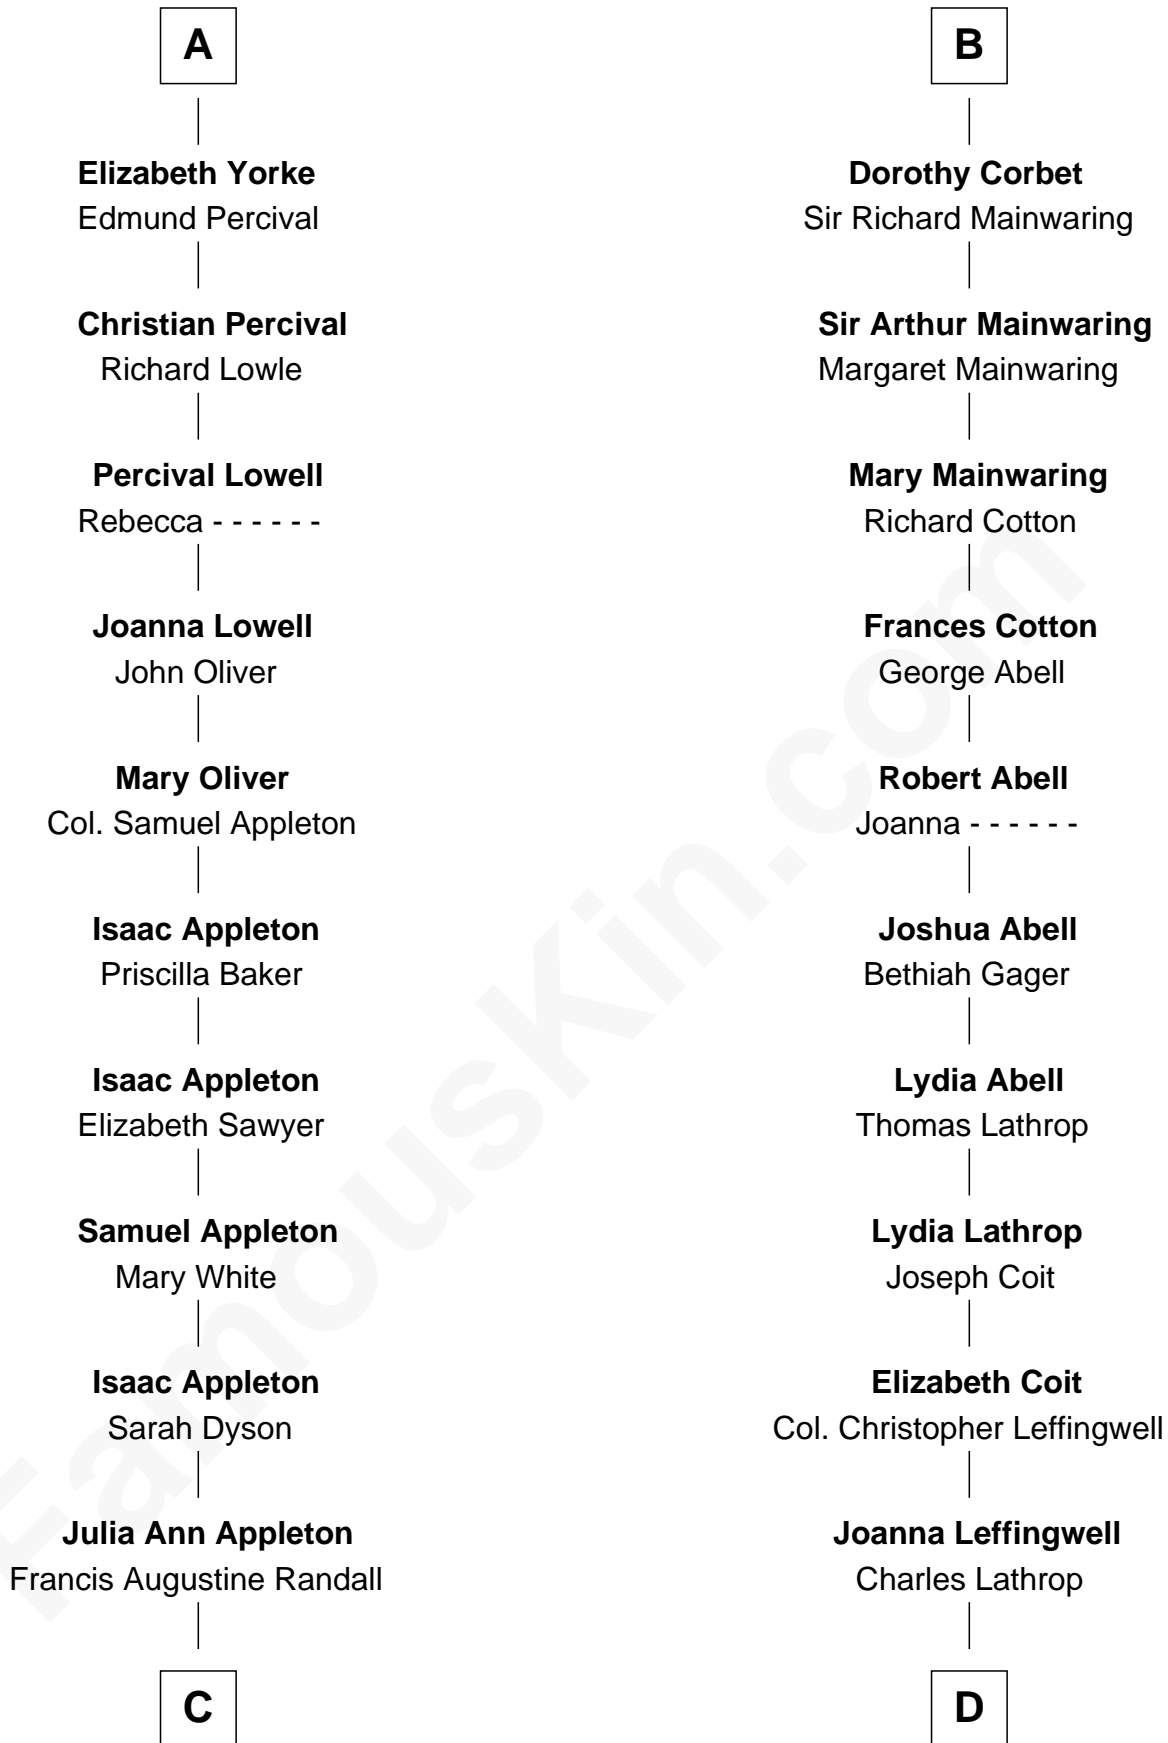 A
Elizabeth Yorke
Edmund Percival
Christian Percival
Richard Lowle
Percival Lowell
Rebecca - - - - - -
Joanna Lowell
John Oliver
Mary Oliver
Col. Samuel Appleton
Isaac Appleton
Priscilla Baker
Isaac Appleton
Elizabeth Sawyer
Samuel Appleton
Mary White
Isaac Appleton
Sarah Dyson
Julia Ann Appleton
Francis Augustine Randall
C
B
Dorothy Corbet
Sir Richard Mainwaring
Sir Arthur Mainwaring
Margaret Mainwaring
Mary Mainwaring
Richard Cotton
Frances Cotton
George Abell
Robert Abell
Joanna - - - - - -
Joshua Abell
Bethiah Gager
Lydia Abell
Thomas Lathrop
Lydia Lathrop
Joseph Coit
Elizabeth Coit
Col. Christopher Leffingwell
Joanna Leffingwell
Charles Lathrop
D
FamousKin.com